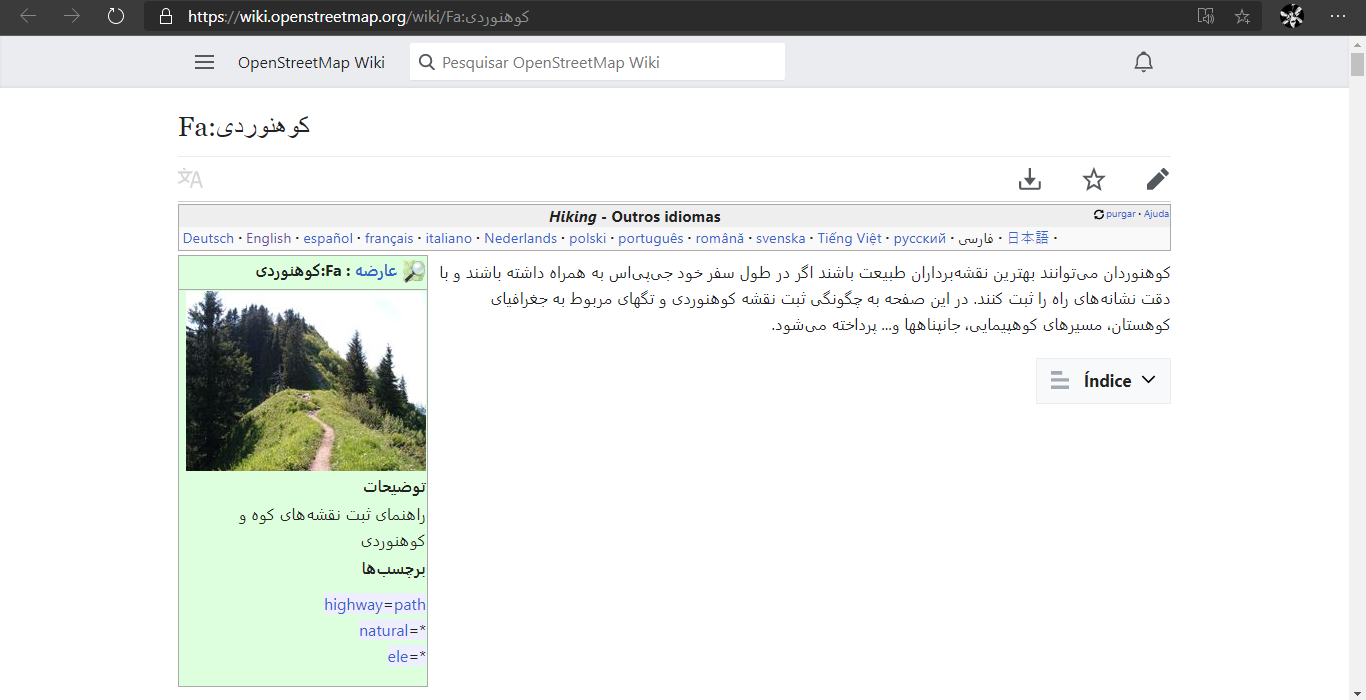 https://wiki.openstreetmap.org/wiki/Fa:کوهنوردی
OpenStreetMap Wiki
Pesquisar OpenStreetMap Wiki
Fa:کوهنوردی
Hiking - Outros idiomas
purgar · Ajuda
Deutsch · English · español · français · italiano · Nederlands · polski · português · română · svenska · Tiếng Việt · русский · فارسی · 日本語 ·
عارضه : Fa:کوهنوردی
کوهنوردان می‌توانند بهترین نقشه‌برداران طبیعت باشند اگر در طول سفر خود جی‌پی‌اس به همراه داشته باشند و با
دقت نشانه‌های راه را ثبت کنند. در این صفحه به چگونگی ثبت نقشه کوهنوردی و تگهای مربوط به جغرافیای
کوهستان، مسیرهای کوهپیمایی، جانپناهها و... پرداخته می‌شود.
Índice
توضیحات
راهنمای ثبت نقشه‌های کوه و
کوهنوردی
برچسب‌ها
highway=path
natural=*
ele=*